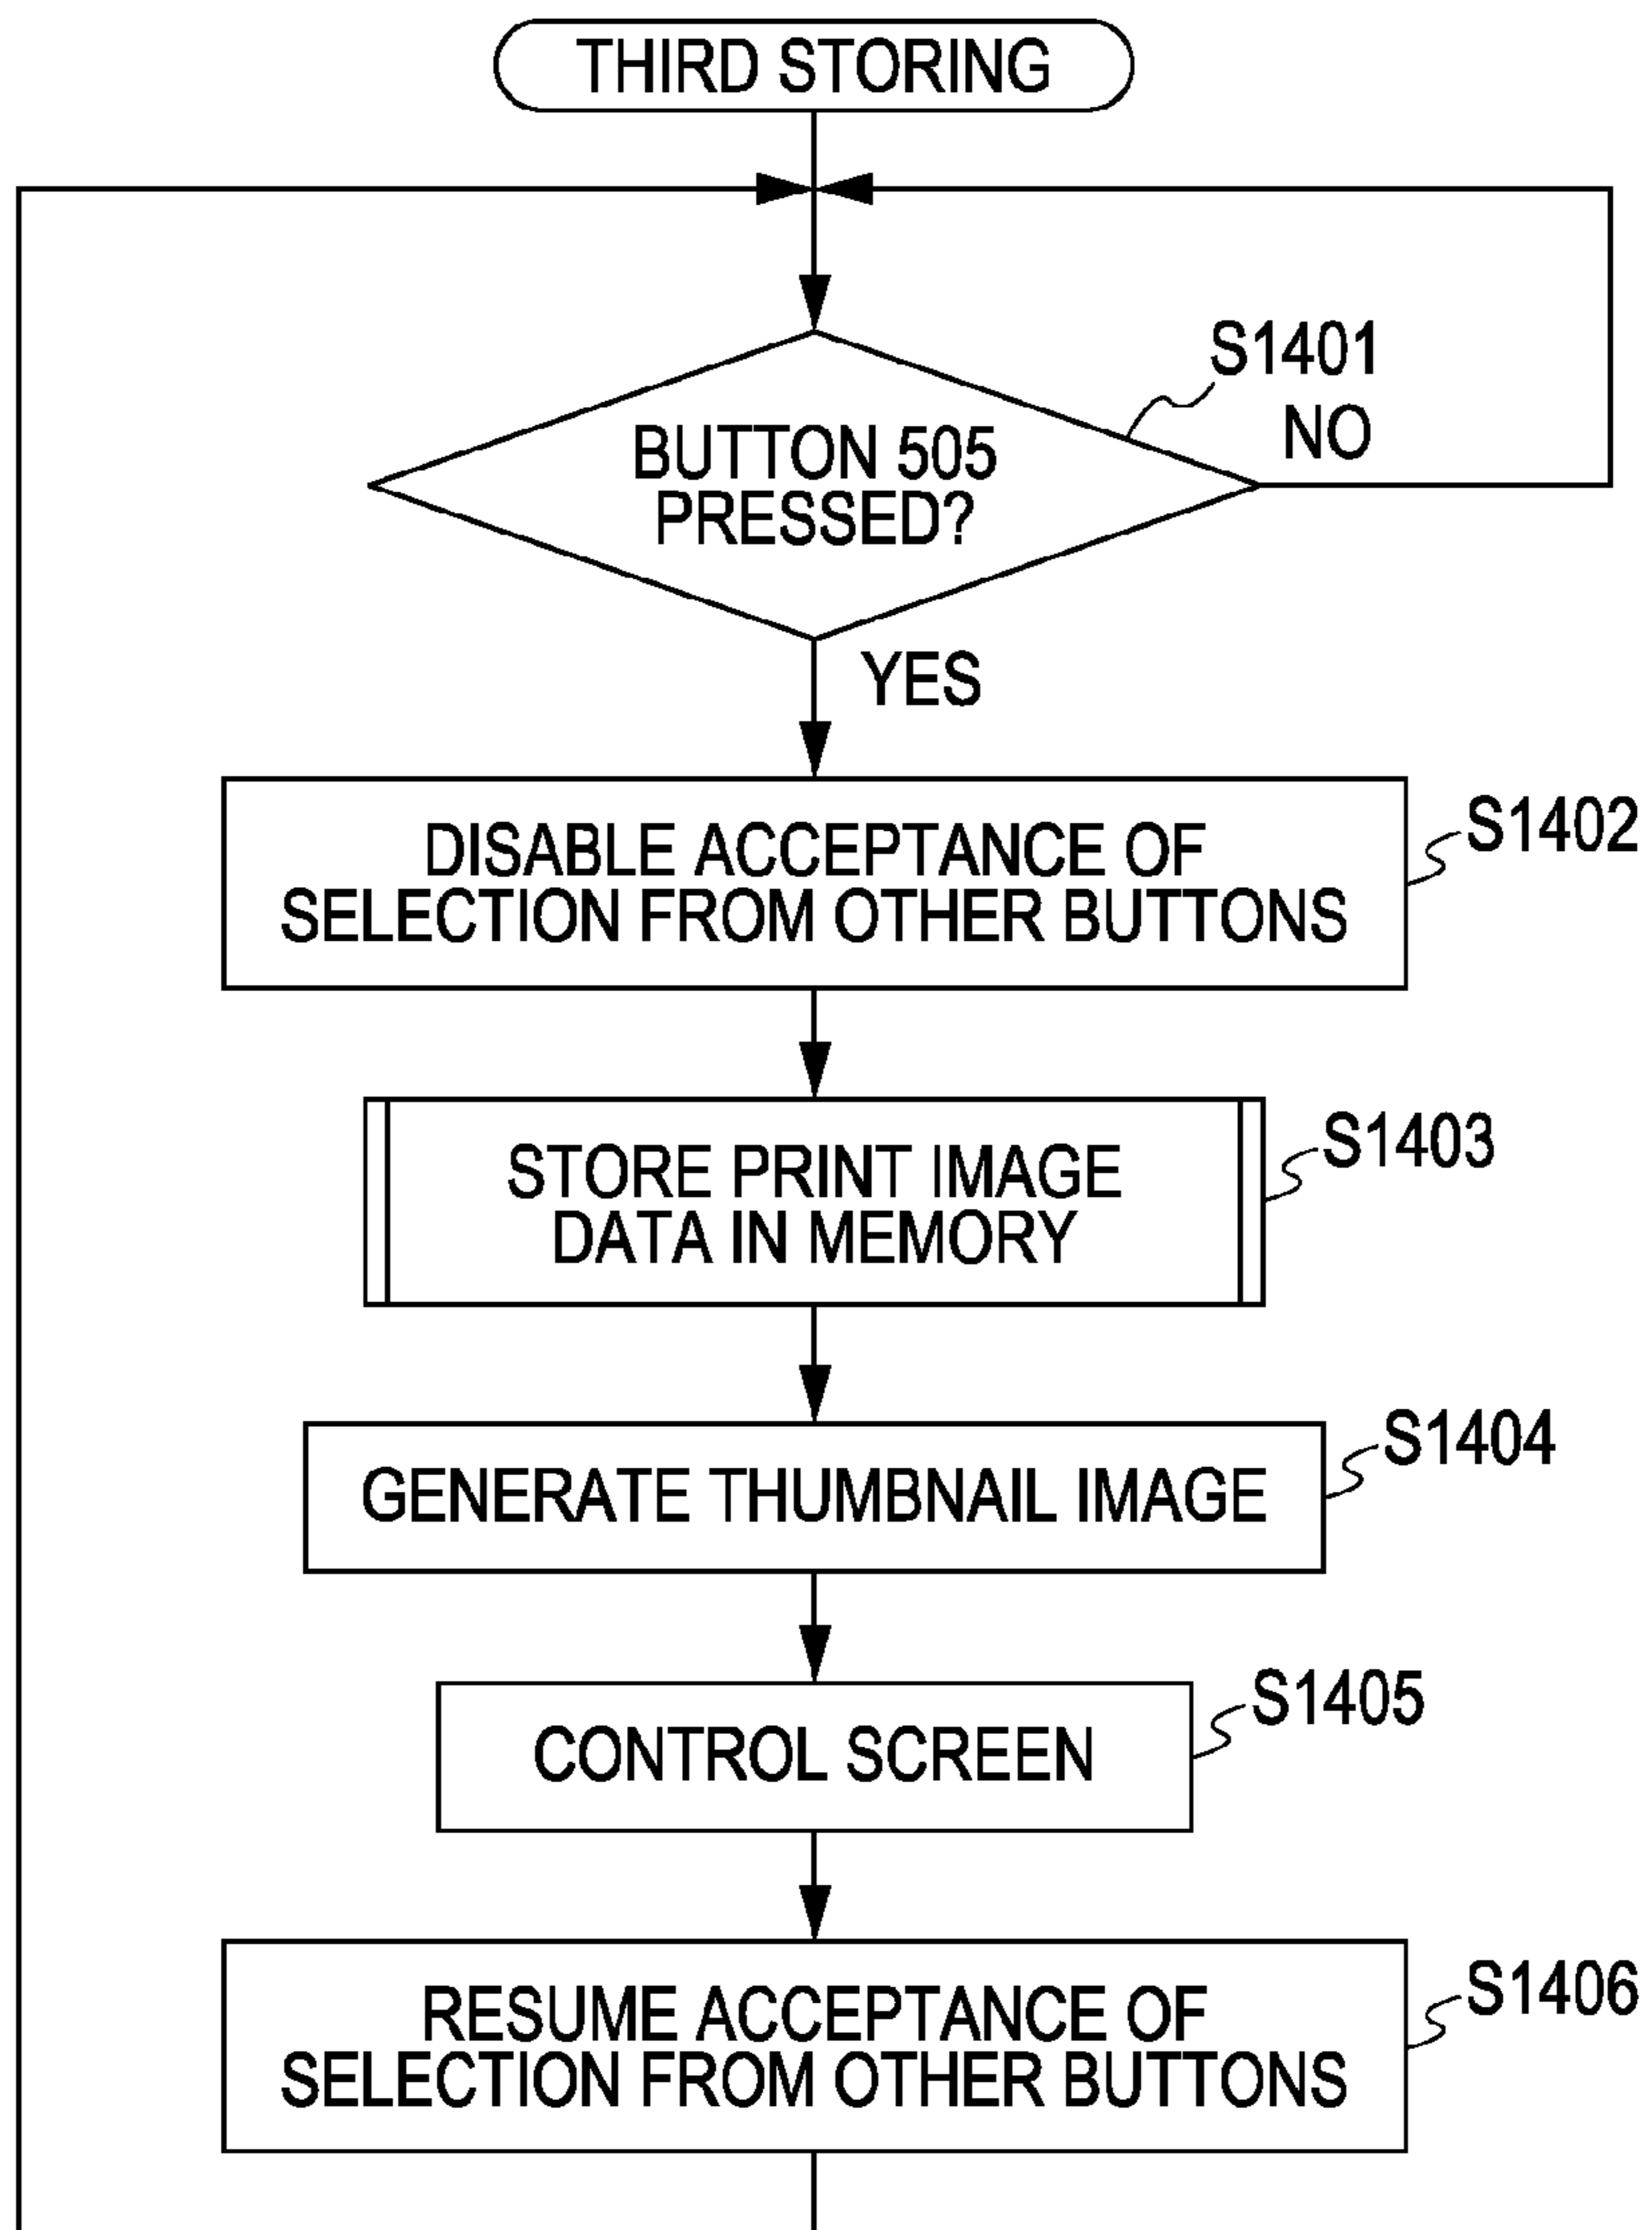 THIRD STORING
S1401
BUTTON 505
PRESSED?
NO
YES
DISABLE ACCEPTANCE OF
SELECTION FROM OTHER BUTTONS
S1402
STORE PRINT IMAGE
DATA IN MEMORY
S1403
GENERATE THUMBNAIL IMAGE
S1404
CONTROL SCREEN
S1405
RESUME ACCEPTANCE OF
SELECTION FROM OTHER BUTTONS
S1406